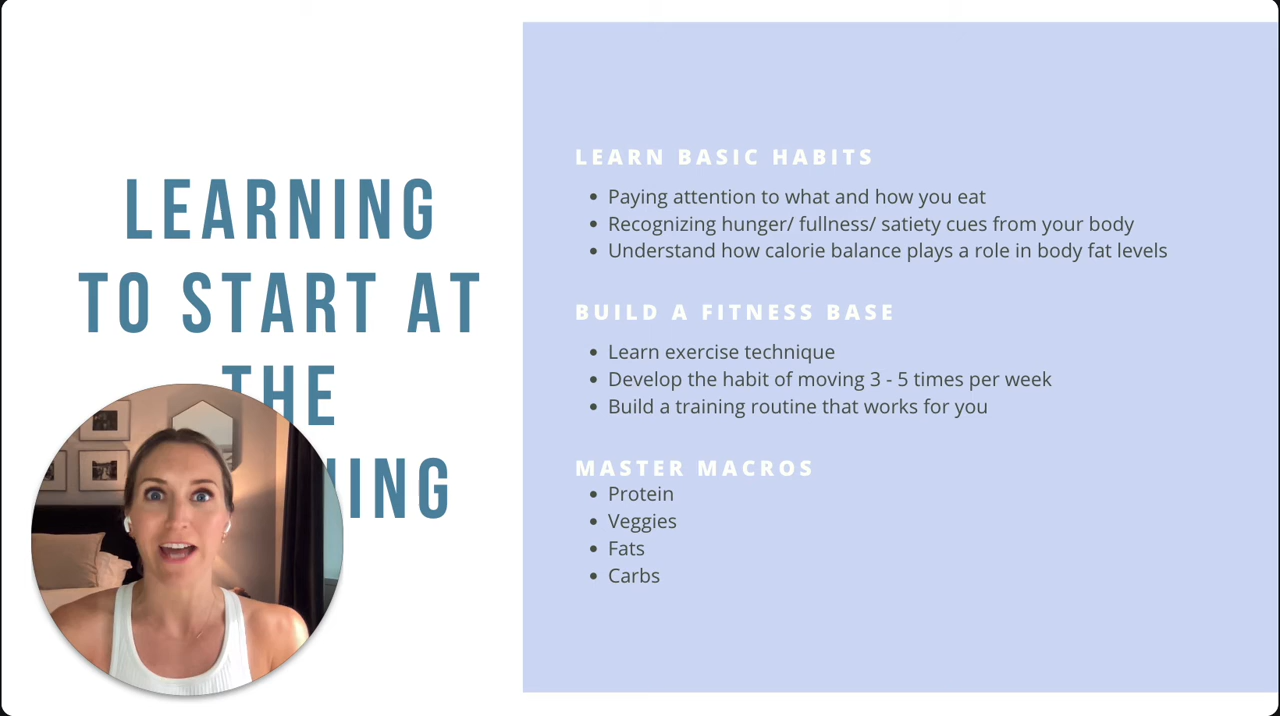 LEARNING
TO START AT
THE
ING
LEARN BASIC HABITS
Paying attention to what and how you eat
Recognizing hunger/ fullness/ satiety cues from your body
Understand how calorie balance plays a role in body fat levels
BUILD A FITNESS BASE
Learn exercise technique
Develop the habit of moving 3 - 5 times per week
Build a training routine that works for you
MASTER MACROS
Protein
Veggies
Fats
Carbs